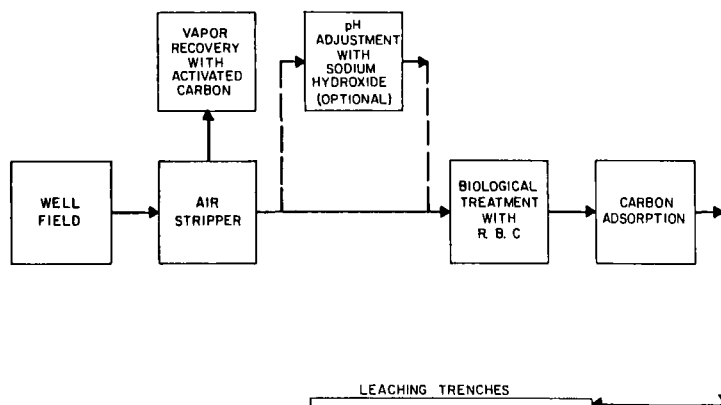 VAPOR
RECOVERY
WITH
ACTIVATED
CARBON
pH
ADJUSTMENT
WITH
SODIUM
HYDROXIDE
(OPTIONAL)
WELL
FIELD
AIR
STRIPPER
BIOLOGICAL
TREATMENT
WITH
R. B. C
CARBON
ADSORPTION
LEACHING TRENCHES